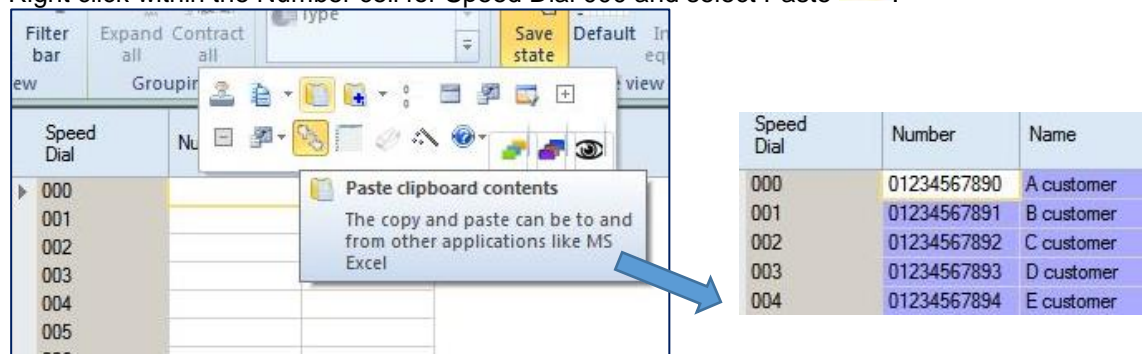 Right click within the Number cell for Speed Dial 000 and select Paste .
Type
Filter bar
Expand all
Contract all
Save state
Default
Grouping
view
Speed Dial
Nu
000
001
002
003
004
005
Paste clipboard contents
The copy and paste can be to and
from other applications like MS
Excel
Speed Dial Number Name
000 01234567890 A customer
001 01234567891 B customer
002 01234567892 C customer
003 01234567893 D customer
004 01234567894 E customer